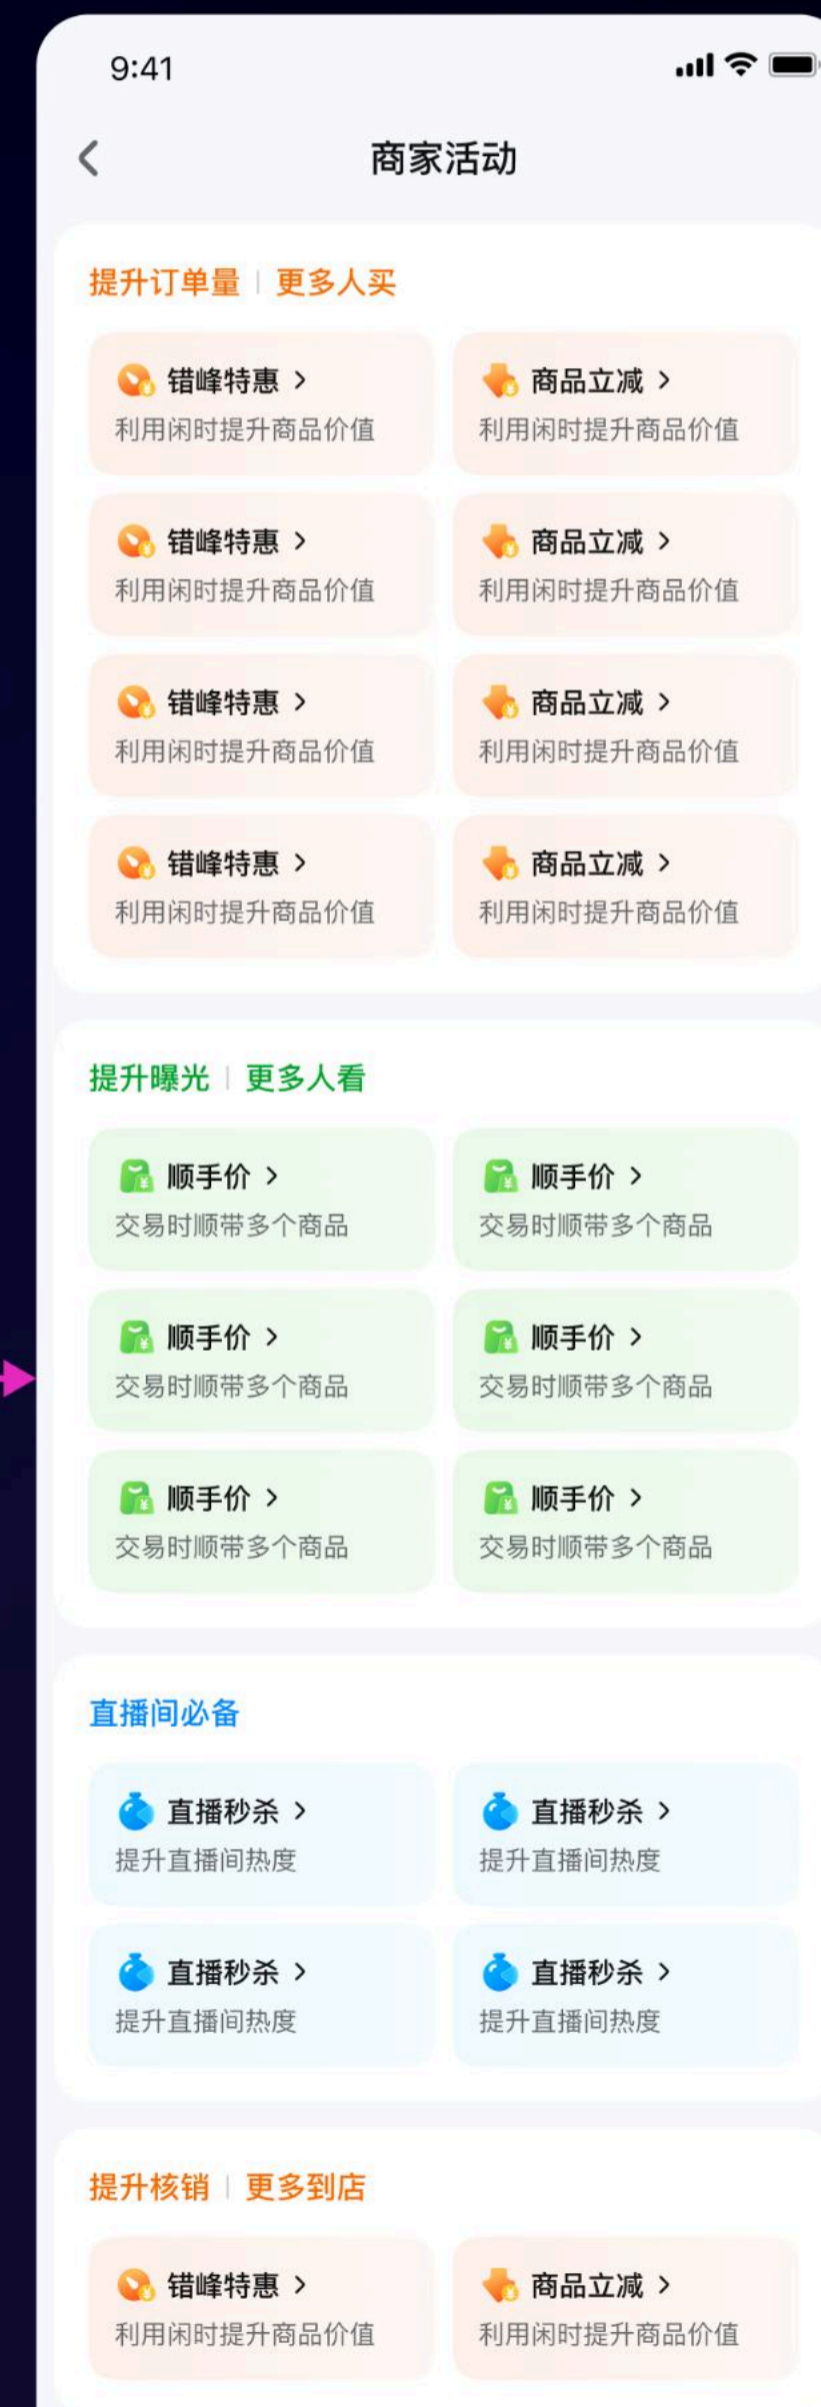 9:41
商家活动
提升订单量 | 更多人买
错峰特惠 > 商品立减 >
利用闲时提升商品价值 利用闲时提升商品价值
错峰特惠 > 商品立减 >
利用闲时提升商品价值 利用闲时提升商品价值
错峰特惠 > 商品立减 >
利用闲时提升商品价值 利用闲时提升商品价值
错峰特惠 > 商品立减 >
利用闲时提升商品价值 利用闲时提升商品价值
提升曝光 | 更多人看
顺手价 > 顺手价 >
交易时顺带多个商品 交易时顺带多个商品
顺手价 > 顺手价 >
交易时顺带多个商品 交易时顺带多个商品
顺手价 > 顺手价 >
交易时顺带多个商品 交易时顺带多个商品
直播间必备
直播秒杀 > 直播秒杀 >
提升直播间热度 提升直播间热度
直播秒杀 > 直播秒杀 >
提升直播间热度 提升直播间热度
提升核销 | 更多到店
错峰特惠 > 商品立减 >
利用闲时提升商品价值 利用闲时提升商品价值